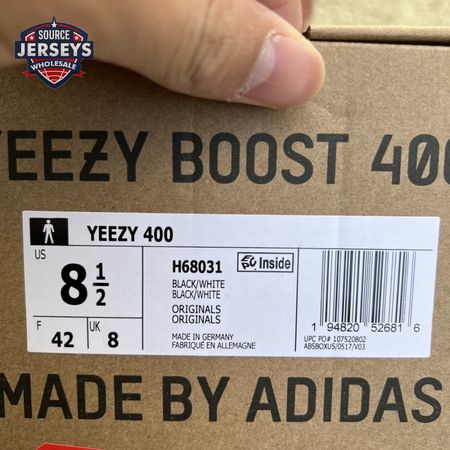 SOURCE
JERSEYS
WHOLESALE
YEEZY BOOST 400
YEEZY 400
US
8 1/2
F
42
UK
8
H68031
Inside
BLACK/WHITE
BLACK/WHITE
ORIGINALS
ORIGINALS
MADE IN GERMANY
FABRIQUÉ EN ALLEMAGNE
1 94820 52681 6
UPC PO# 107520802
ABSBOXUS/0517/V03
MADE BY ADIDAS